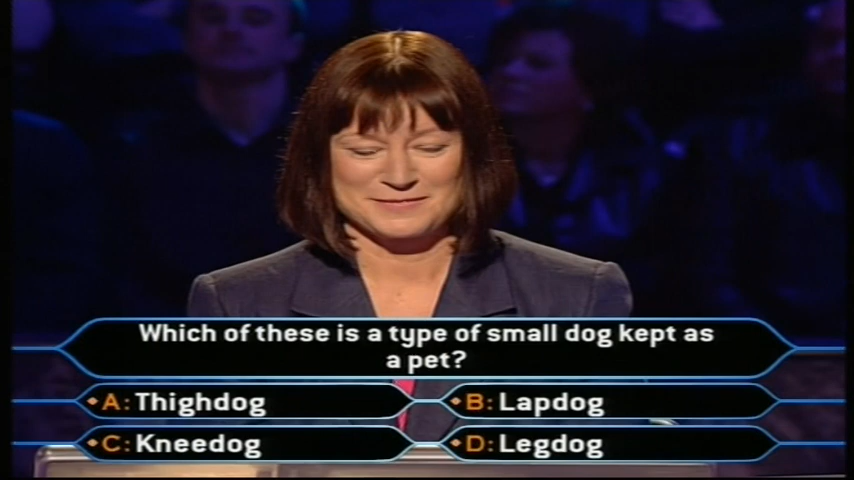 Which of these is a type of small dog kept as
a pet?
A: Thighdog
B: Lapdog
C: Kneedog
D: Legdog